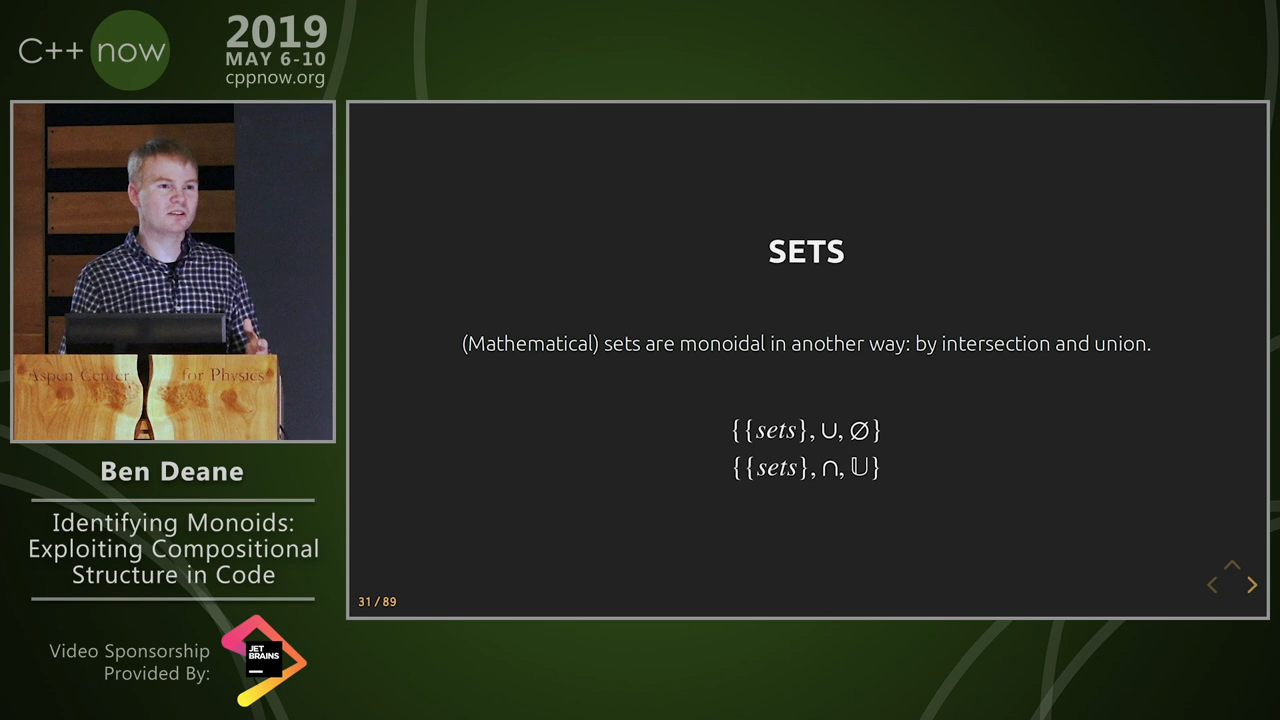 C++ now
2019
MAY 6-10
cppnow.org
Aspen Center for Physics
Ben Deane
Identifying Monoids:
Exploiting Compositional
Structure in Code
Video Sponsorship
Provided By:
JET
BRAINS
SETS
(Mathematical) sets are monoidal in another way: by intersection and union.
{{sets}, ∪, ∅}
{{sets}, ∩, 𝕌}
31 / 89